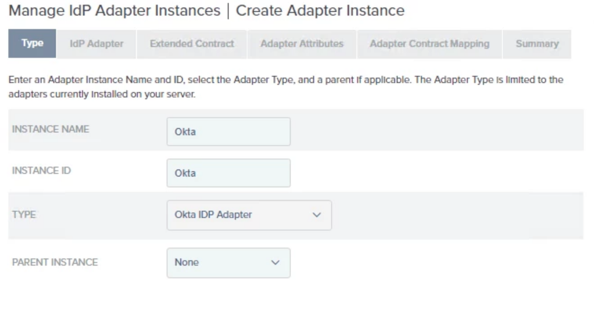 Manage IdP Adapter Instances | Create Adapter Instance
Type IdP Adapter Extended Contract Adapter Attributes Adapter Contract Mapping Summary
Enter an Adapter Instance Name and ID, select the Adapter Type, and a parent if applicable. The Adapter Type is limited to the
adapters currently installed on your server.
INSTANCE NAME Okta
INSTANCE ID Okta
TYPE Okta IDP Adapter
PARENT INSTANCE None